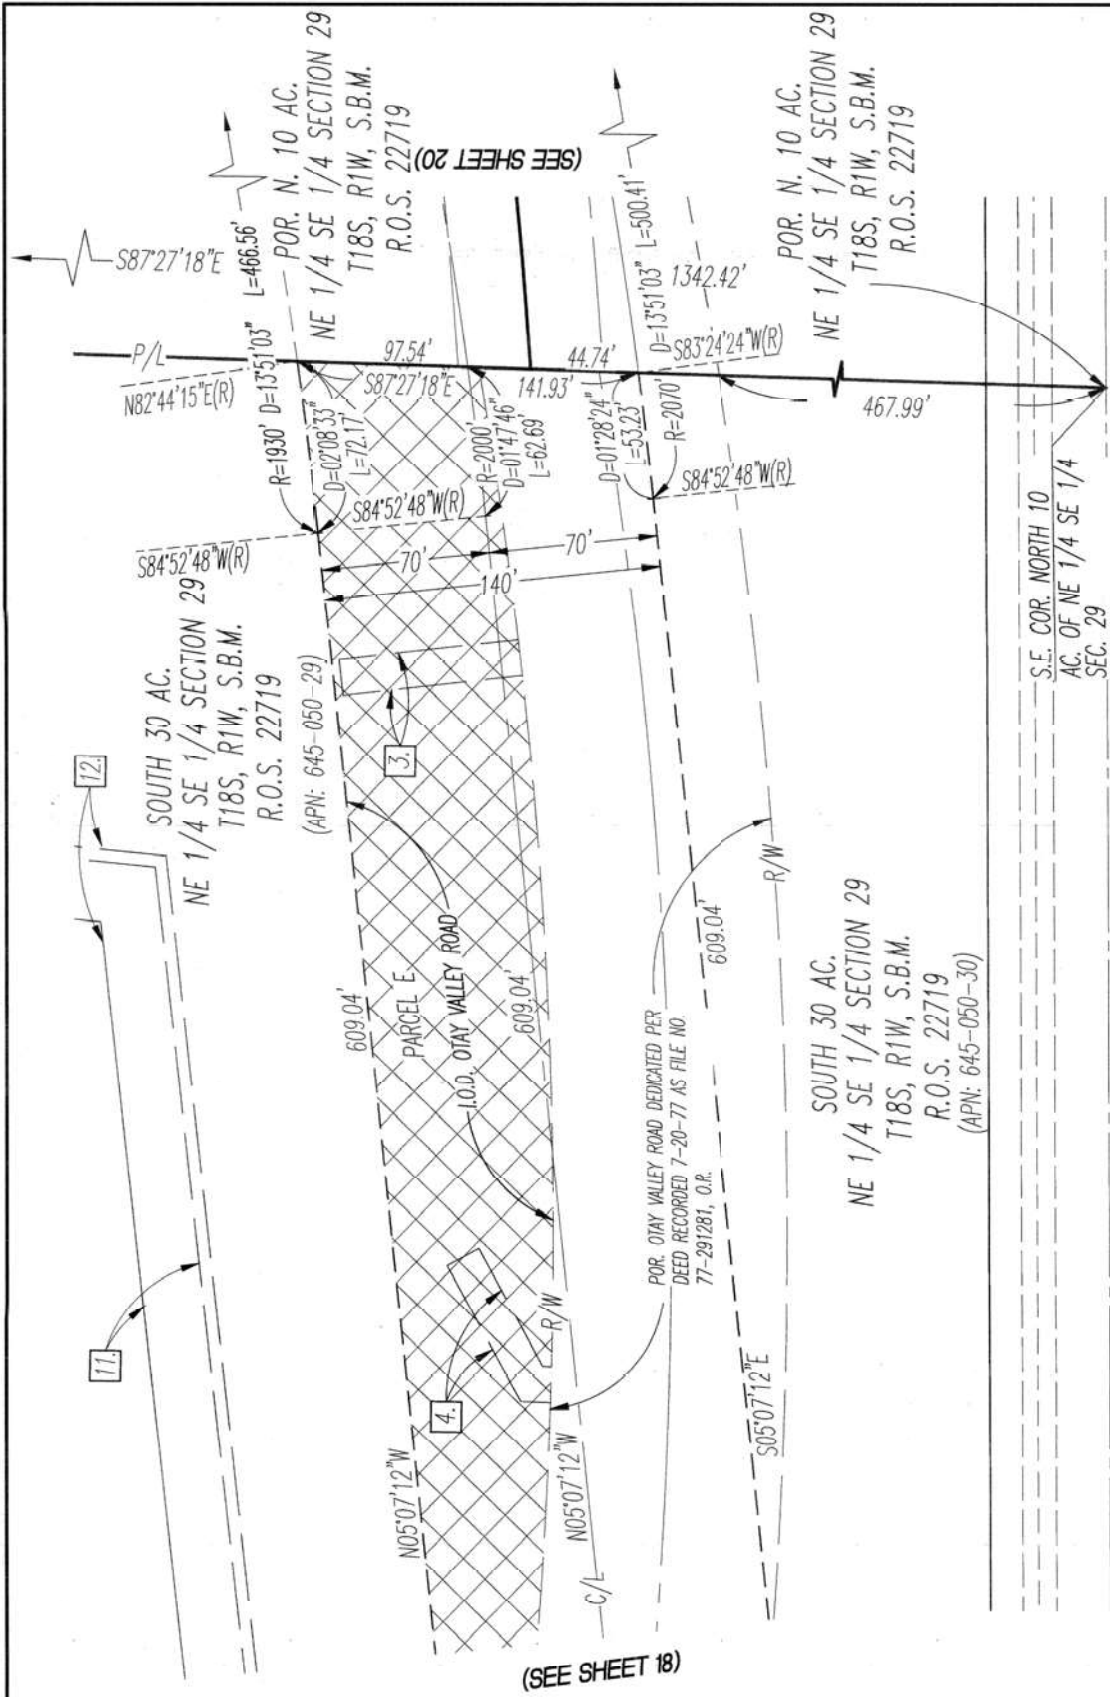 S87°27'18"E
POR. N. 10 AC.
NE 1/4 SE 1/4 SECTION 29
T18S, R1W, S.B.M.
R.O.S. 22719
(SEE SHEET 20)
POR. N. 10 AC.
NE 1/4 SE 1/4 SECTION 29
T18S, R1W, S.B.M.
R.O.S. 22719
P/L
N82°44'15"E(R)
R=1930' D=13°51'03" L=466.56'
D=02°08'33"
L=72.17'
97.54'
S87°27'18"E
44.74'
141.93'
R=2000'
D=01°47'46"
L=62.69'
D=01°28'24"
L=53.23'
R=2070'
D=13°51'03" L=500.41'
1342.42'
S83°24'24"W(R)
467.99'
S84°52'48"W(R)
S84°52'48"W(R)
S84°52'48"W(R)
70'
70'
140'
S.E. COR. NORTH 10
AC. OF NE 1/4 SE 1/4
SEC. 29
SOUTH 30 AC.
NE 1/4 SE 1/4 SECTION 29
T18S, R1W, S.B.M.
R.O.S. 22719
(APN: 645-050-29)
12.
3.
11.
4.
609.04'
PARCEL E
I.O.D. OTAY VALLEY ROAD
609.04'
609.04'
R/W
R/W
POR. OTAY VALLEY ROAD DEDICATED PER
DEED RECORDED 7-20-77 AS FILE NO.
77-291281, O.R.
SOUTH 30 AC.
NE 1/4 SE 1/4 SECTION 29
T18S, R1W, S.B.M.
R.O.S. 22719
(APN: 645-050-30)
N05°07'12"W
N05°07'12"W
S05°07'12"E
C/L
(SEE SHEET 18)